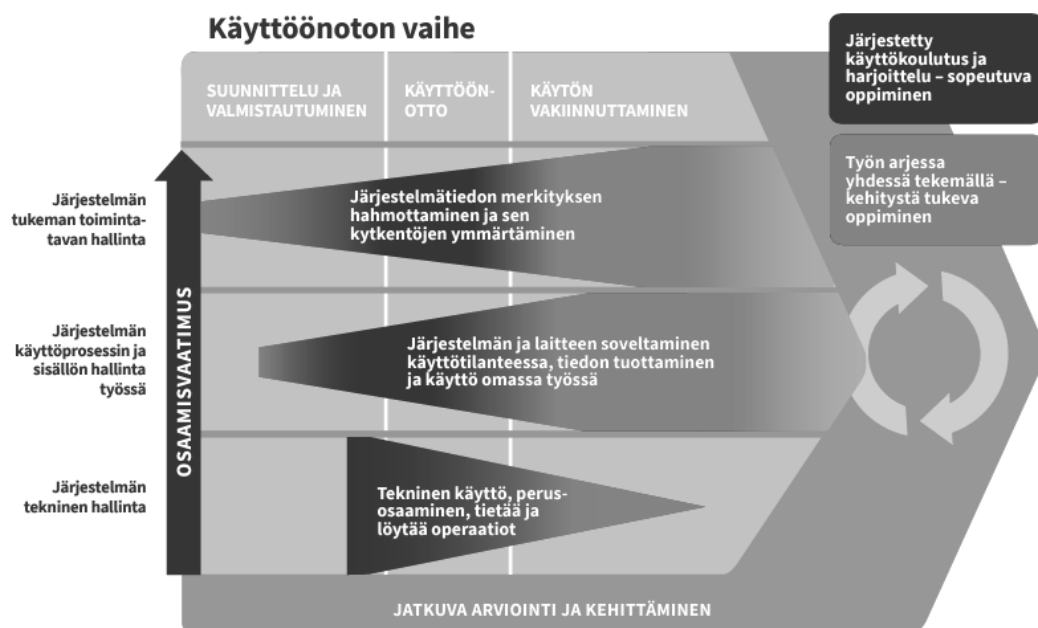 Käyttöönoton vaihe
SUUNNITTELU JA
VALMISTAUTUMINEN
KÄYTTÖÖN-
OTTO
KÄYTÖN
VAKIINNUTTAMINEN
Järjestetty
käyttökoulutus ja
harjoittelu – sopeutuva
oppiminen
Työn arjessa
yhdessä tekemällä –
kehitystä tukeva
oppiminen
OSAAMISVAATIMUS
Järjestelmän
tukeman toiminta-
tavan hallinta
Järjestelmätiedon merkityksen
hahmottaminen ja sen
kytkentöjen ymmärtäminen
Järjestelmän
käyttöprosessin ja
sisällön hallinta
työssä
Järjestelmän ja laitteen soveltaminen
käyttötilanteessa, tiedon tuottaminen
ja käyttö omassa työssä
Järjestelmän
tekninen hallinta
Tekninen käyttö, perus-
osaaminen, tietää ja
löytää operaatiot
JATKUVA ARVIOINTI JA KEHITTÄMINEN